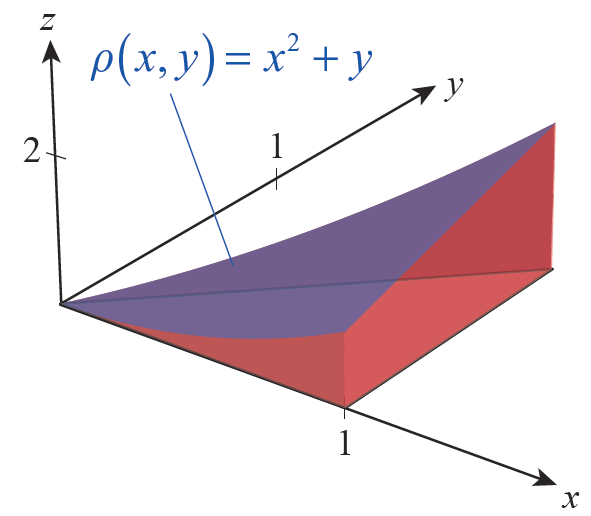 z
ρ(x, y) = x² + y
y
1
2
1
x